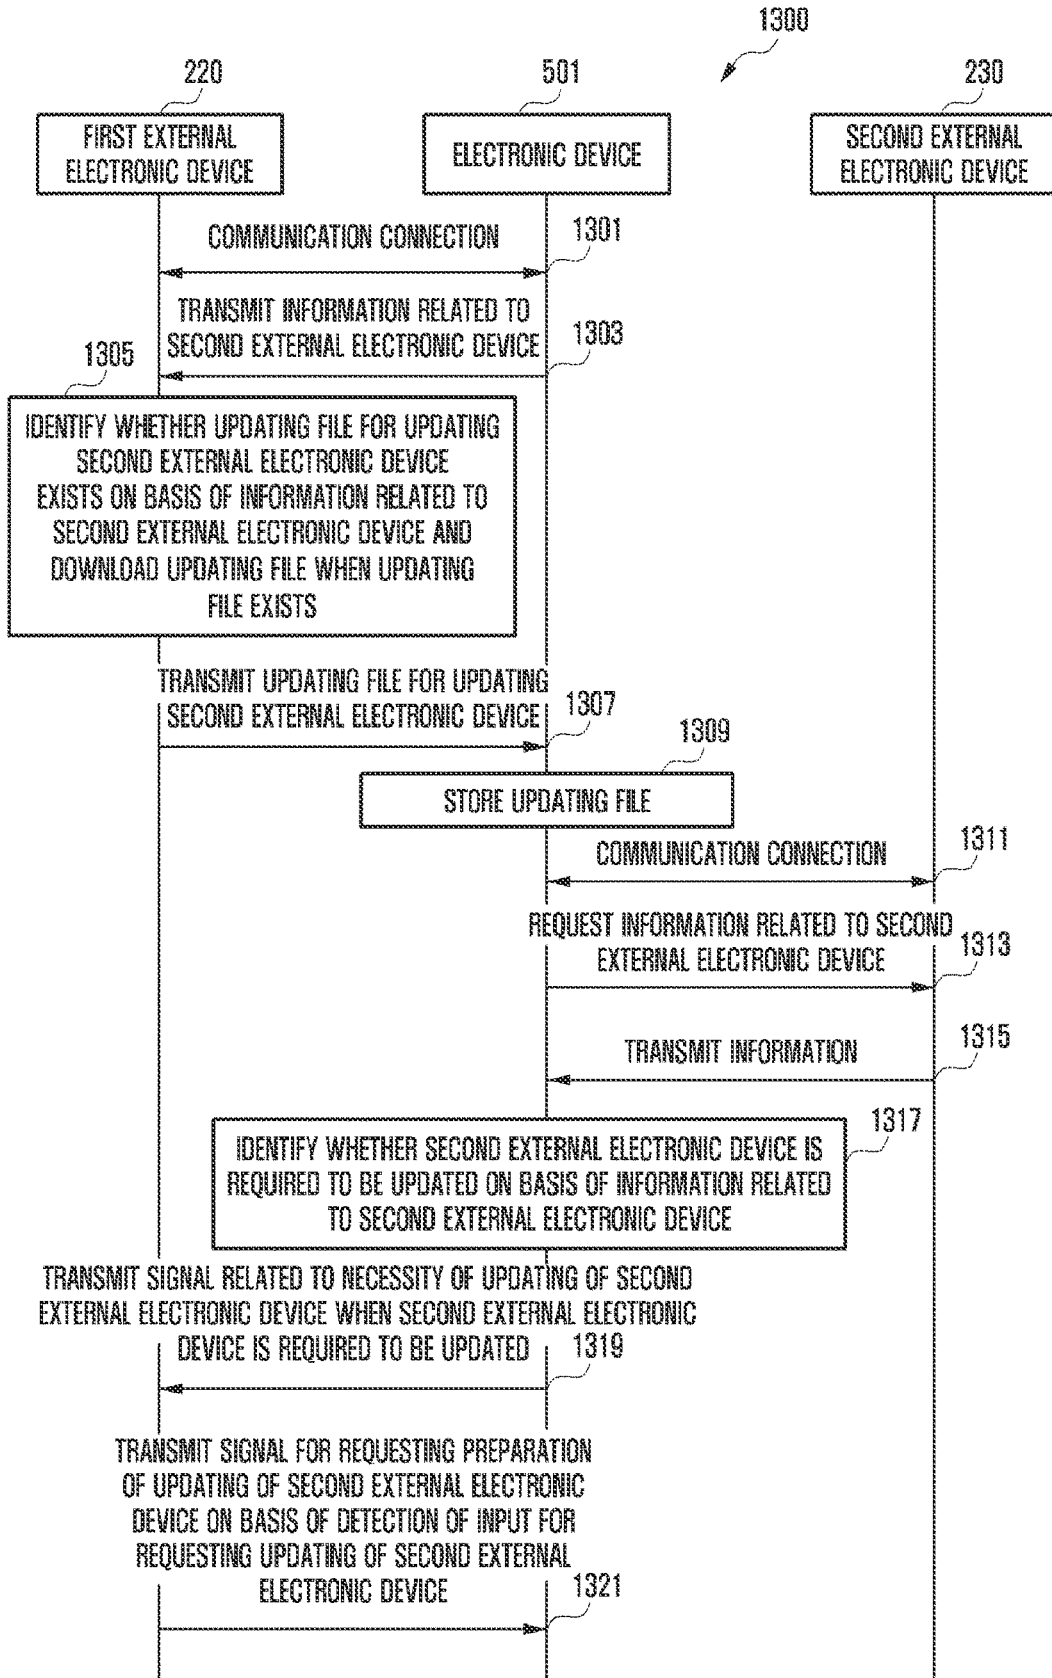 1300
220
501
230
FIRST EXTERNAL
ELECTRONIC DEVICE
ELECTRONIC DEVICE
SECOND EXTERNAL
ELECTRONIC DEVICE
COMMUNICATION CONNECTION
1301
TRANSMIT INFORMATION RELATED TO
SECOND EXTERNAL ELECTRONIC DEVICE
1303
1305
IDENTIFY WHETHER UPDATING FILE FOR UPDATING
SECOND EXTERNAL ELECTRONIC DEVICE
EXISTS ON BASIS OF INFORMATION RELATED TO
SECOND EXTERNAL ELECTRONIC DEVICE AND
DOWNLOAD UPDATING FILE WHEN UPDATING
FILE EXISTS
TRANSMIT UPDATING FILE FOR UPDATING
SECOND EXTERNAL ELECTRONIC DEVICE
1307
1309
STORE UPDATING FILE
COMMUNICATION CONNECTION
1311
REQUEST INFORMATION RELATED TO SECOND
EXTERNAL ELECTRONIC DEVICE
1313
TRANSMIT INFORMATION
1315
1317
IDENTIFY WHETHER SECOND EXTERNAL ELECTRONIC DEVICE IS
REQUIRED TO BE UPDATED ON BASIS OF INFORMATION RELATED
TO SECOND EXTERNAL ELECTRONIC DEVICE
TRANSMIT SIGNAL RELATED TO NECESSITY OF UPDATING OF SECOND
EXTERNAL ELECTRONIC DEVICE WHEN SECOND EXTERNAL ELECTRONIC
DEVICE IS REQUIRED TO BE UPDATED
1319
TRANSMIT SIGNAL FOR REQUESTING PREPARATION
OF UPDATING OF SECOND EXTERNAL ELECTRONIC
DEVICE ON BASIS OF DETECTION OF INPUT FOR
REQUESTING UPDATING OF SECOND EXTERNAL
ELECTRONIC DEVICE
1321